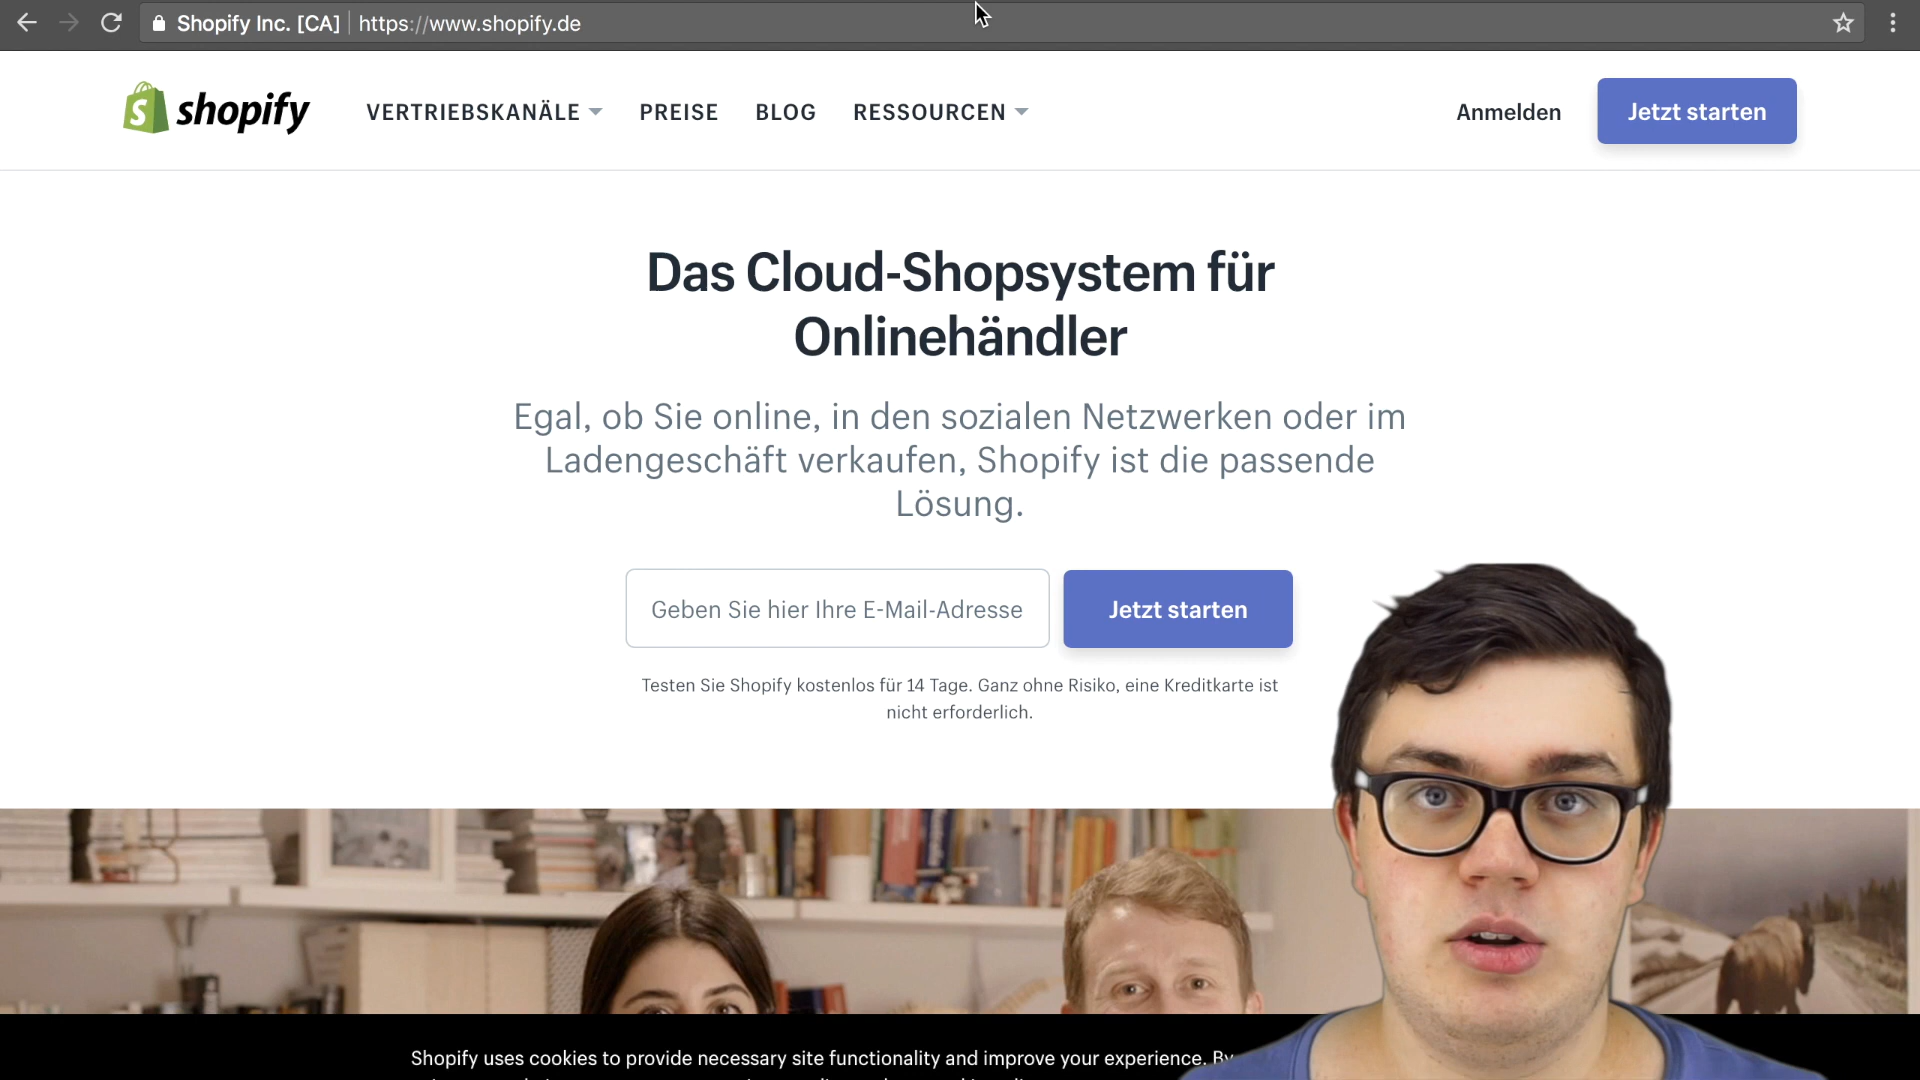 Shopify Inc. [CA] https://www.shopify.de
shopify VERTRIEBSKANÄLE PREISE BLOG RESSOURCEN Anmelden Jetzt starten
Das Cloud-Shopsystem für
Onlinehändler
Egal, ob Sie online, in den sozialen Netzwerken oder im
Ladengeschäft verkaufen, Shopify ist die passende
Lösung.
Geben Sie hier Ihre E-Mail-Adresse Jetzt starten
Testen Sie Shopify kostenlos für 14 Tage. Ganz ohne Risiko, eine Kreditkarte ist
nicht erforderlich.
Shopify uses cookies to provide necessary site functionality and improve your experience. By